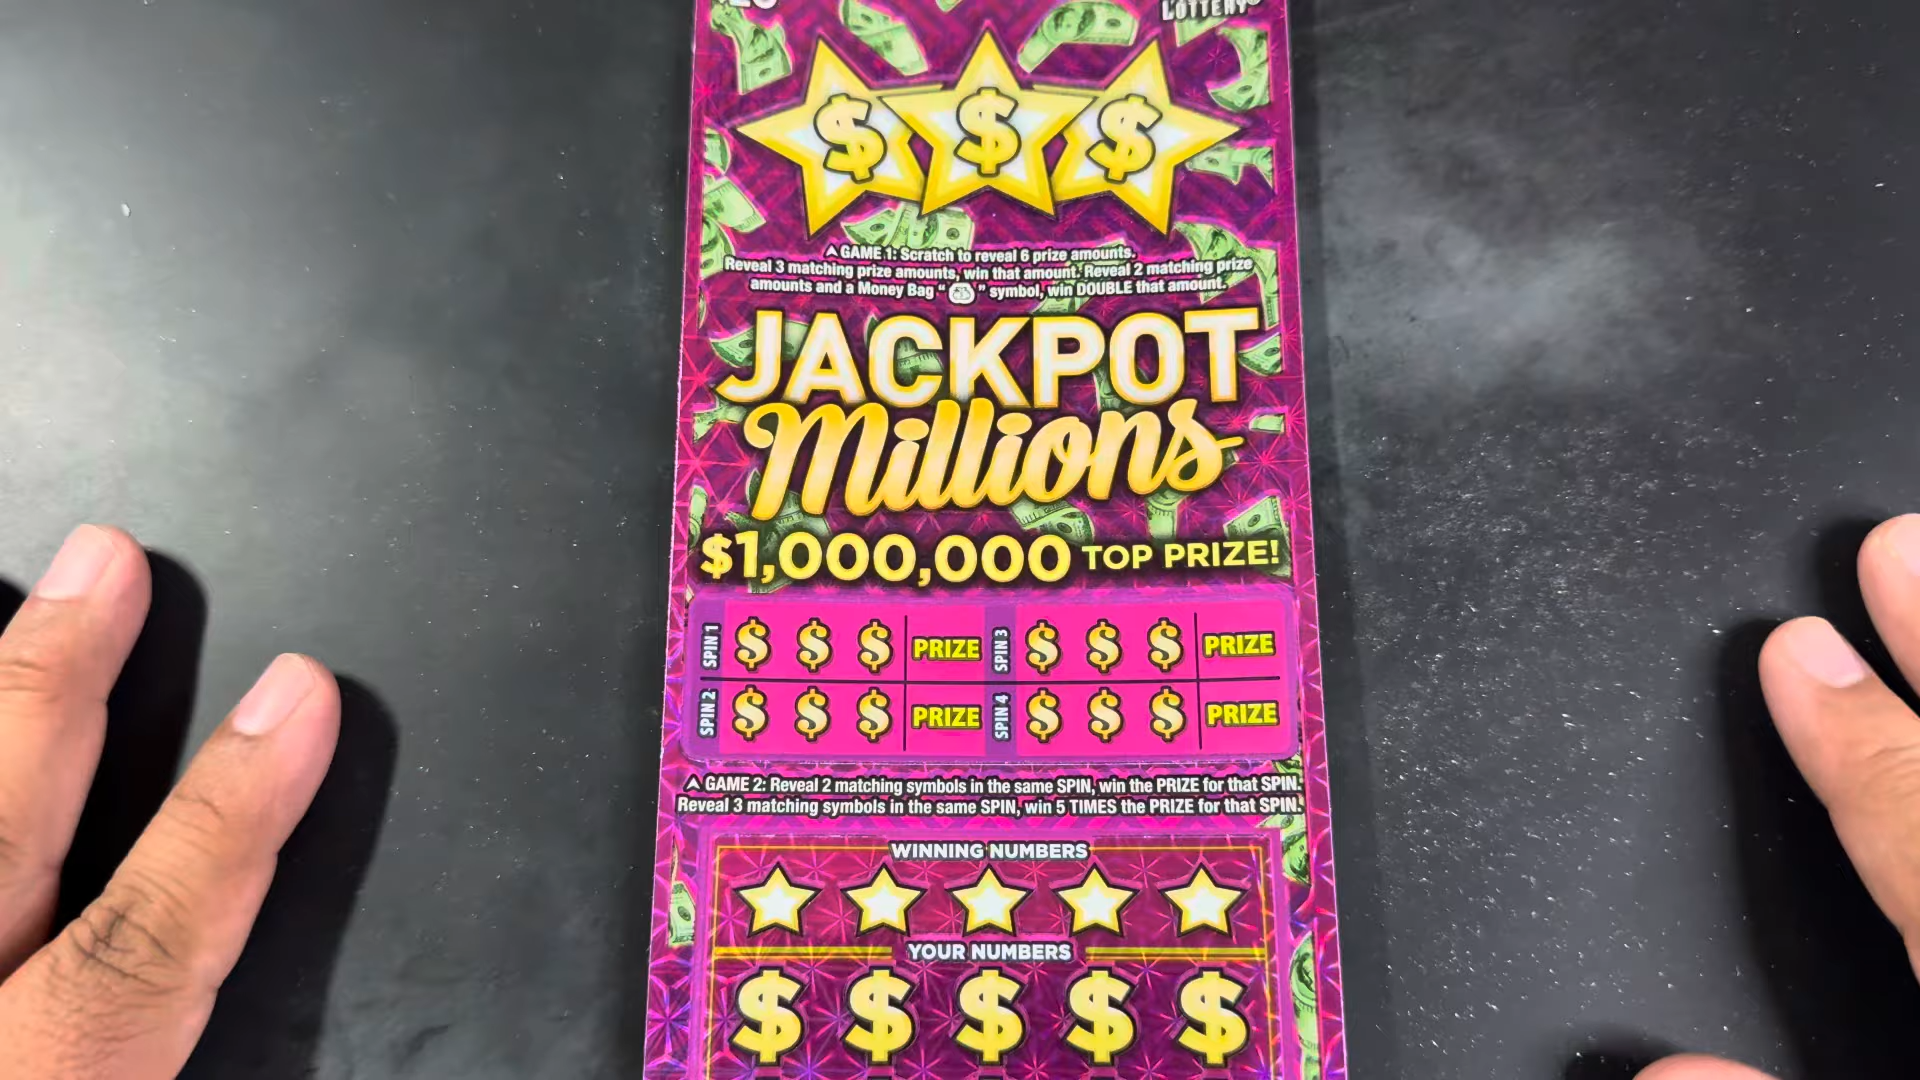 LOTTERY
$ $ $
GAME 1: Scratch to reveal 6 prize amounts.
Reveal 3 matching prize amounts, win that amount. Reveal 2 matching prize
amounts and a Money Bag “ ” symbol, win DOUBLE that amount.
JACKPOT
Millions
$1,000,000 TOP PRIZE!
SPIN 1 $ $ $ PRIZE SPIN 3 $ $ $ PRIZE
SPIN 2 $ $ $ PRIZE SPIN 4 $ $ $ PRIZE
GAME 2: Reveal 2 matching symbols in the same SPIN, win the PRIZE for that SPIN.
Reveal 3 matching symbols in the same SPIN, win 5 TIMES the PRIZE for that SPIN.
WINNING NUMBERS
YOUR NUMBERS
$ $ $ $ $